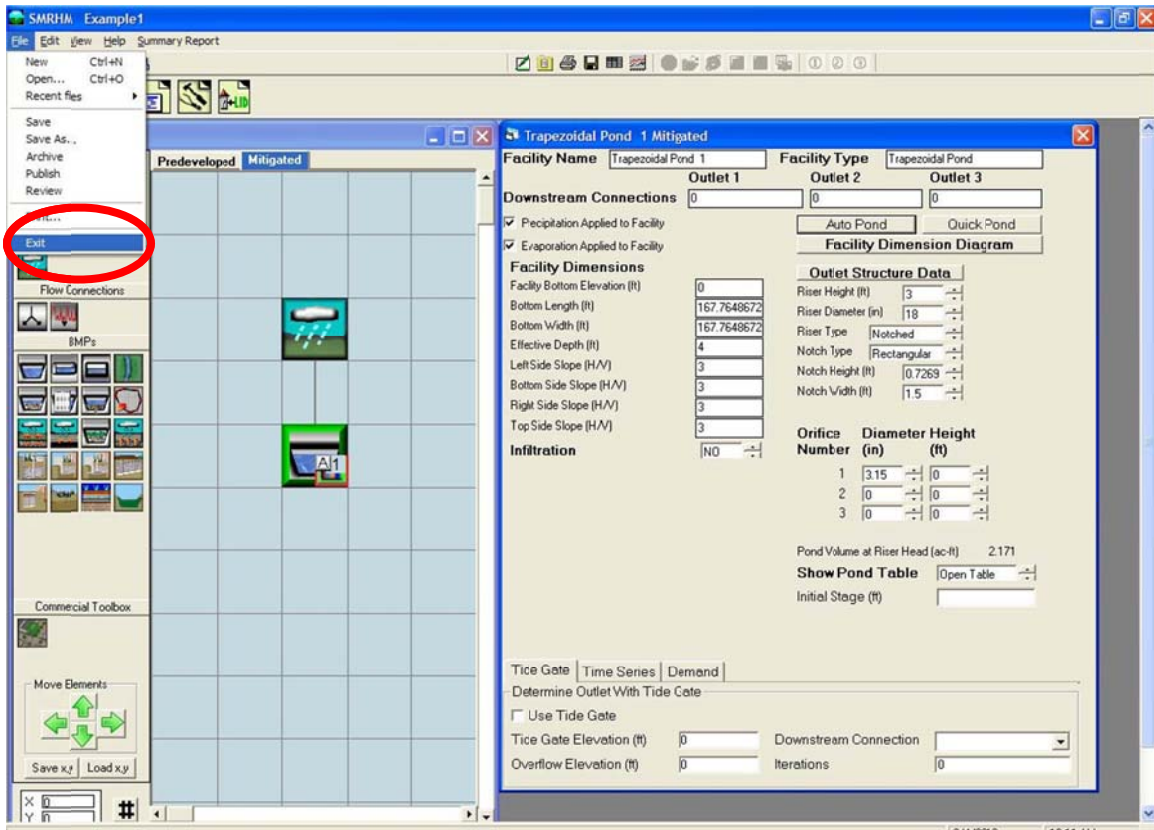 SMRHM Example1
File Edit View Help Summary Report
New Ctrl+N
Open... Ctrl+O
Recent files
Save
Save As..
Archive
Publish
Review
Exit
Flow Connections
BMPs
Commercial Toolbox
Move Elements
Save x,y Load x,y
X 0
Y 0
#
Predeveloped Mitigated
A 1
Trapezoidal Pond 1 Mitigated
Facility Name Trapezoidal Pond 1 Facility Type Trapezoidal Pond
Outlet 1 Outlet 2 Outlet 3
Downstream Connections 0 0 0
Pecipitation Applied to Facility Auto Pond Quick Pond
Evaporation Applied to Facility Facility Dimension Diagram
Facility Dimensions
Facility Bottom Elevation (ft) 0
Bottom Length (ft) 167.7648672
Bottom Width (ft) 167.7648672
Effective Depth (ft) 4
Left Side Slope (H/V) 3
Bottom Side Slope (H/V) 3
Right Side Slope (H/V) 3
Top Side Slope (H/V) 3
Infiltration NO
Outlet Structure Data
Riser Height (ft) 3
Riser Diameter (in) 18
Riser Type Notched
Notch Type Rectangular
Notch Height (ft) 0.7269
Notch Width (ft) 1.5
Orifice Diameter Height
Number (in) (ft)
1 3.15 0
2 0 0
3 0 0
Pond Volume at Riser Head (ac-ft) 2.171
Show Pond Table Open Table
Initial Stage (ft)
Tice Gate Time Series Demand
Determine Outlet With Tide Gate
Use Tide Gate
Tice Gate Elevation (ft) 0 Downstream Connection
Overflow Elevation (ft) 0 Iterations 0